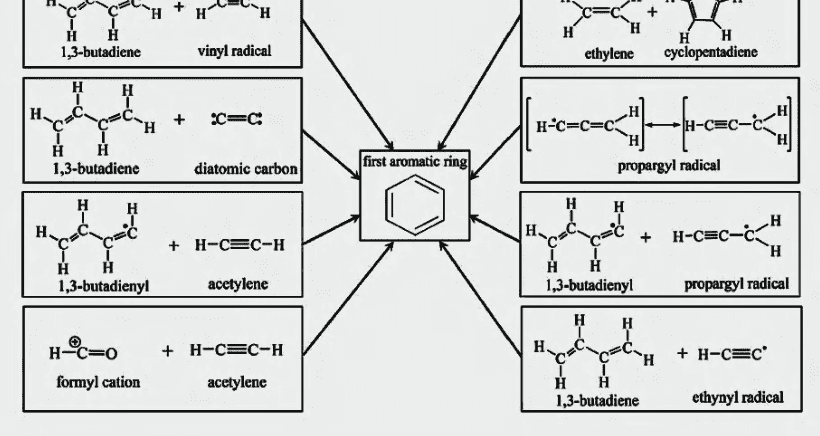 1,3-butadiene + vinyl radical
1,3-butadiene + diatomic carbon
:C=C:
1,3-butadienyl + acetylene
H-C≡C-H
H-C=O + H-C≡C-H
⊕
formyl cation acetylene
first aromatic ring
ethylene + cyclopentadiene
H-C=C=C H H ↔ H-C≡C-C H H
propargyl radical
1,3-butadienyl + propargyl radical
H-C≡C-C H H
1,3-butadiene + ethynyl radical
H-C≡C•